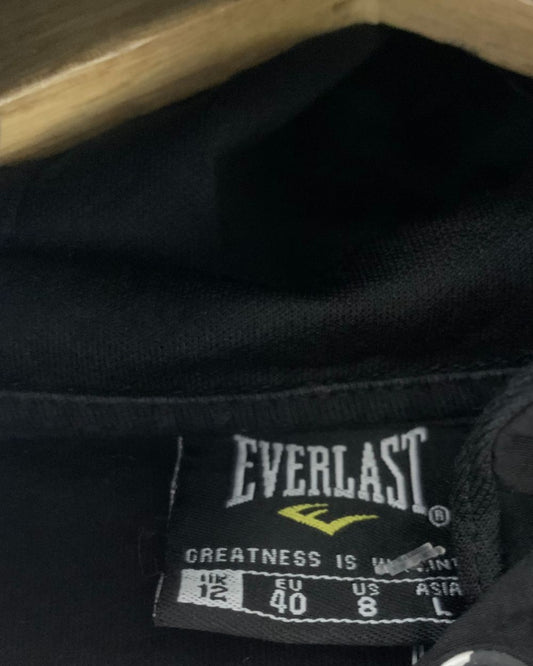 EVERLAST®
GREATNESS IS
UK EU US ASIA
12 40 8 L